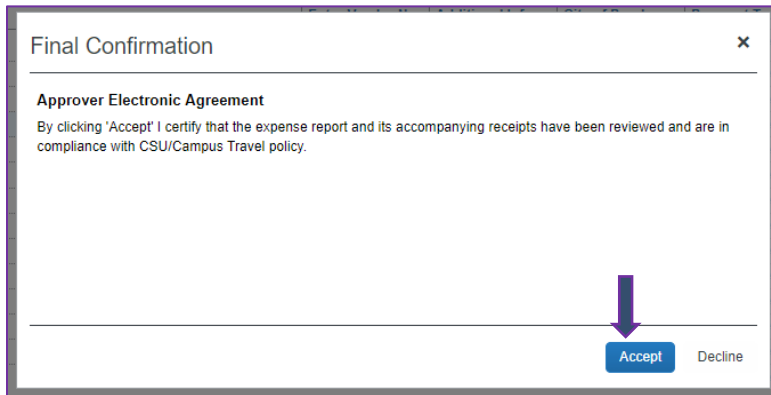 Final Confirmation ×
Approver Electronic Agreement
By clicking 'Accept' I certify that the expense report and its accompanying receipts have been reviewed and are in
compliance with CSU/Campus Travel policy.
Accept Decline